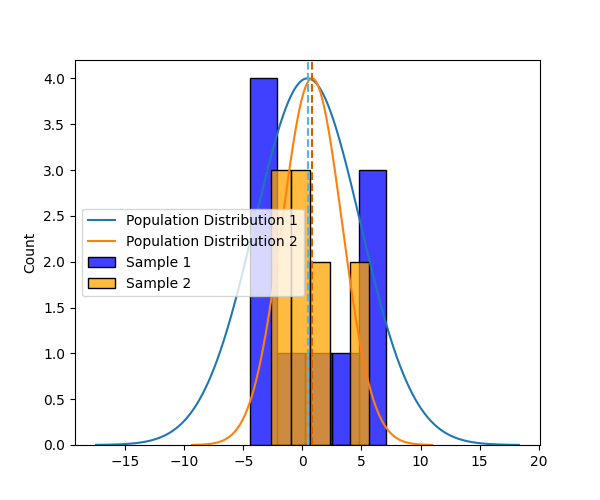 4.0
3.5
3.0
2.5
2.0
1.5
1.0
0.5
0.0
Count
Population Distribution 1
Population Distribution 2
Sample 1
Sample 2
−15 −10 −5 0 5 10 15 20